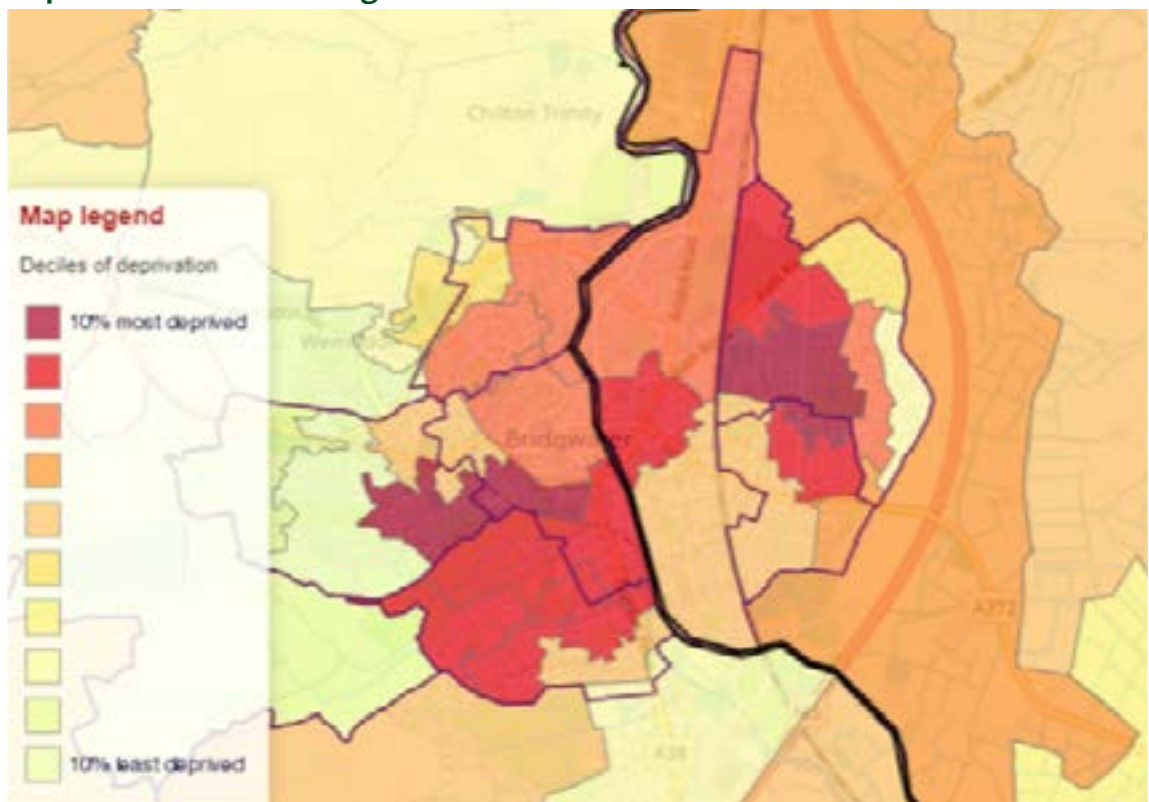 Map legend
Deciles of deprivation
10% most deprived
10% least deprived
Chilton Trinity
Bridgwater
A372
A38